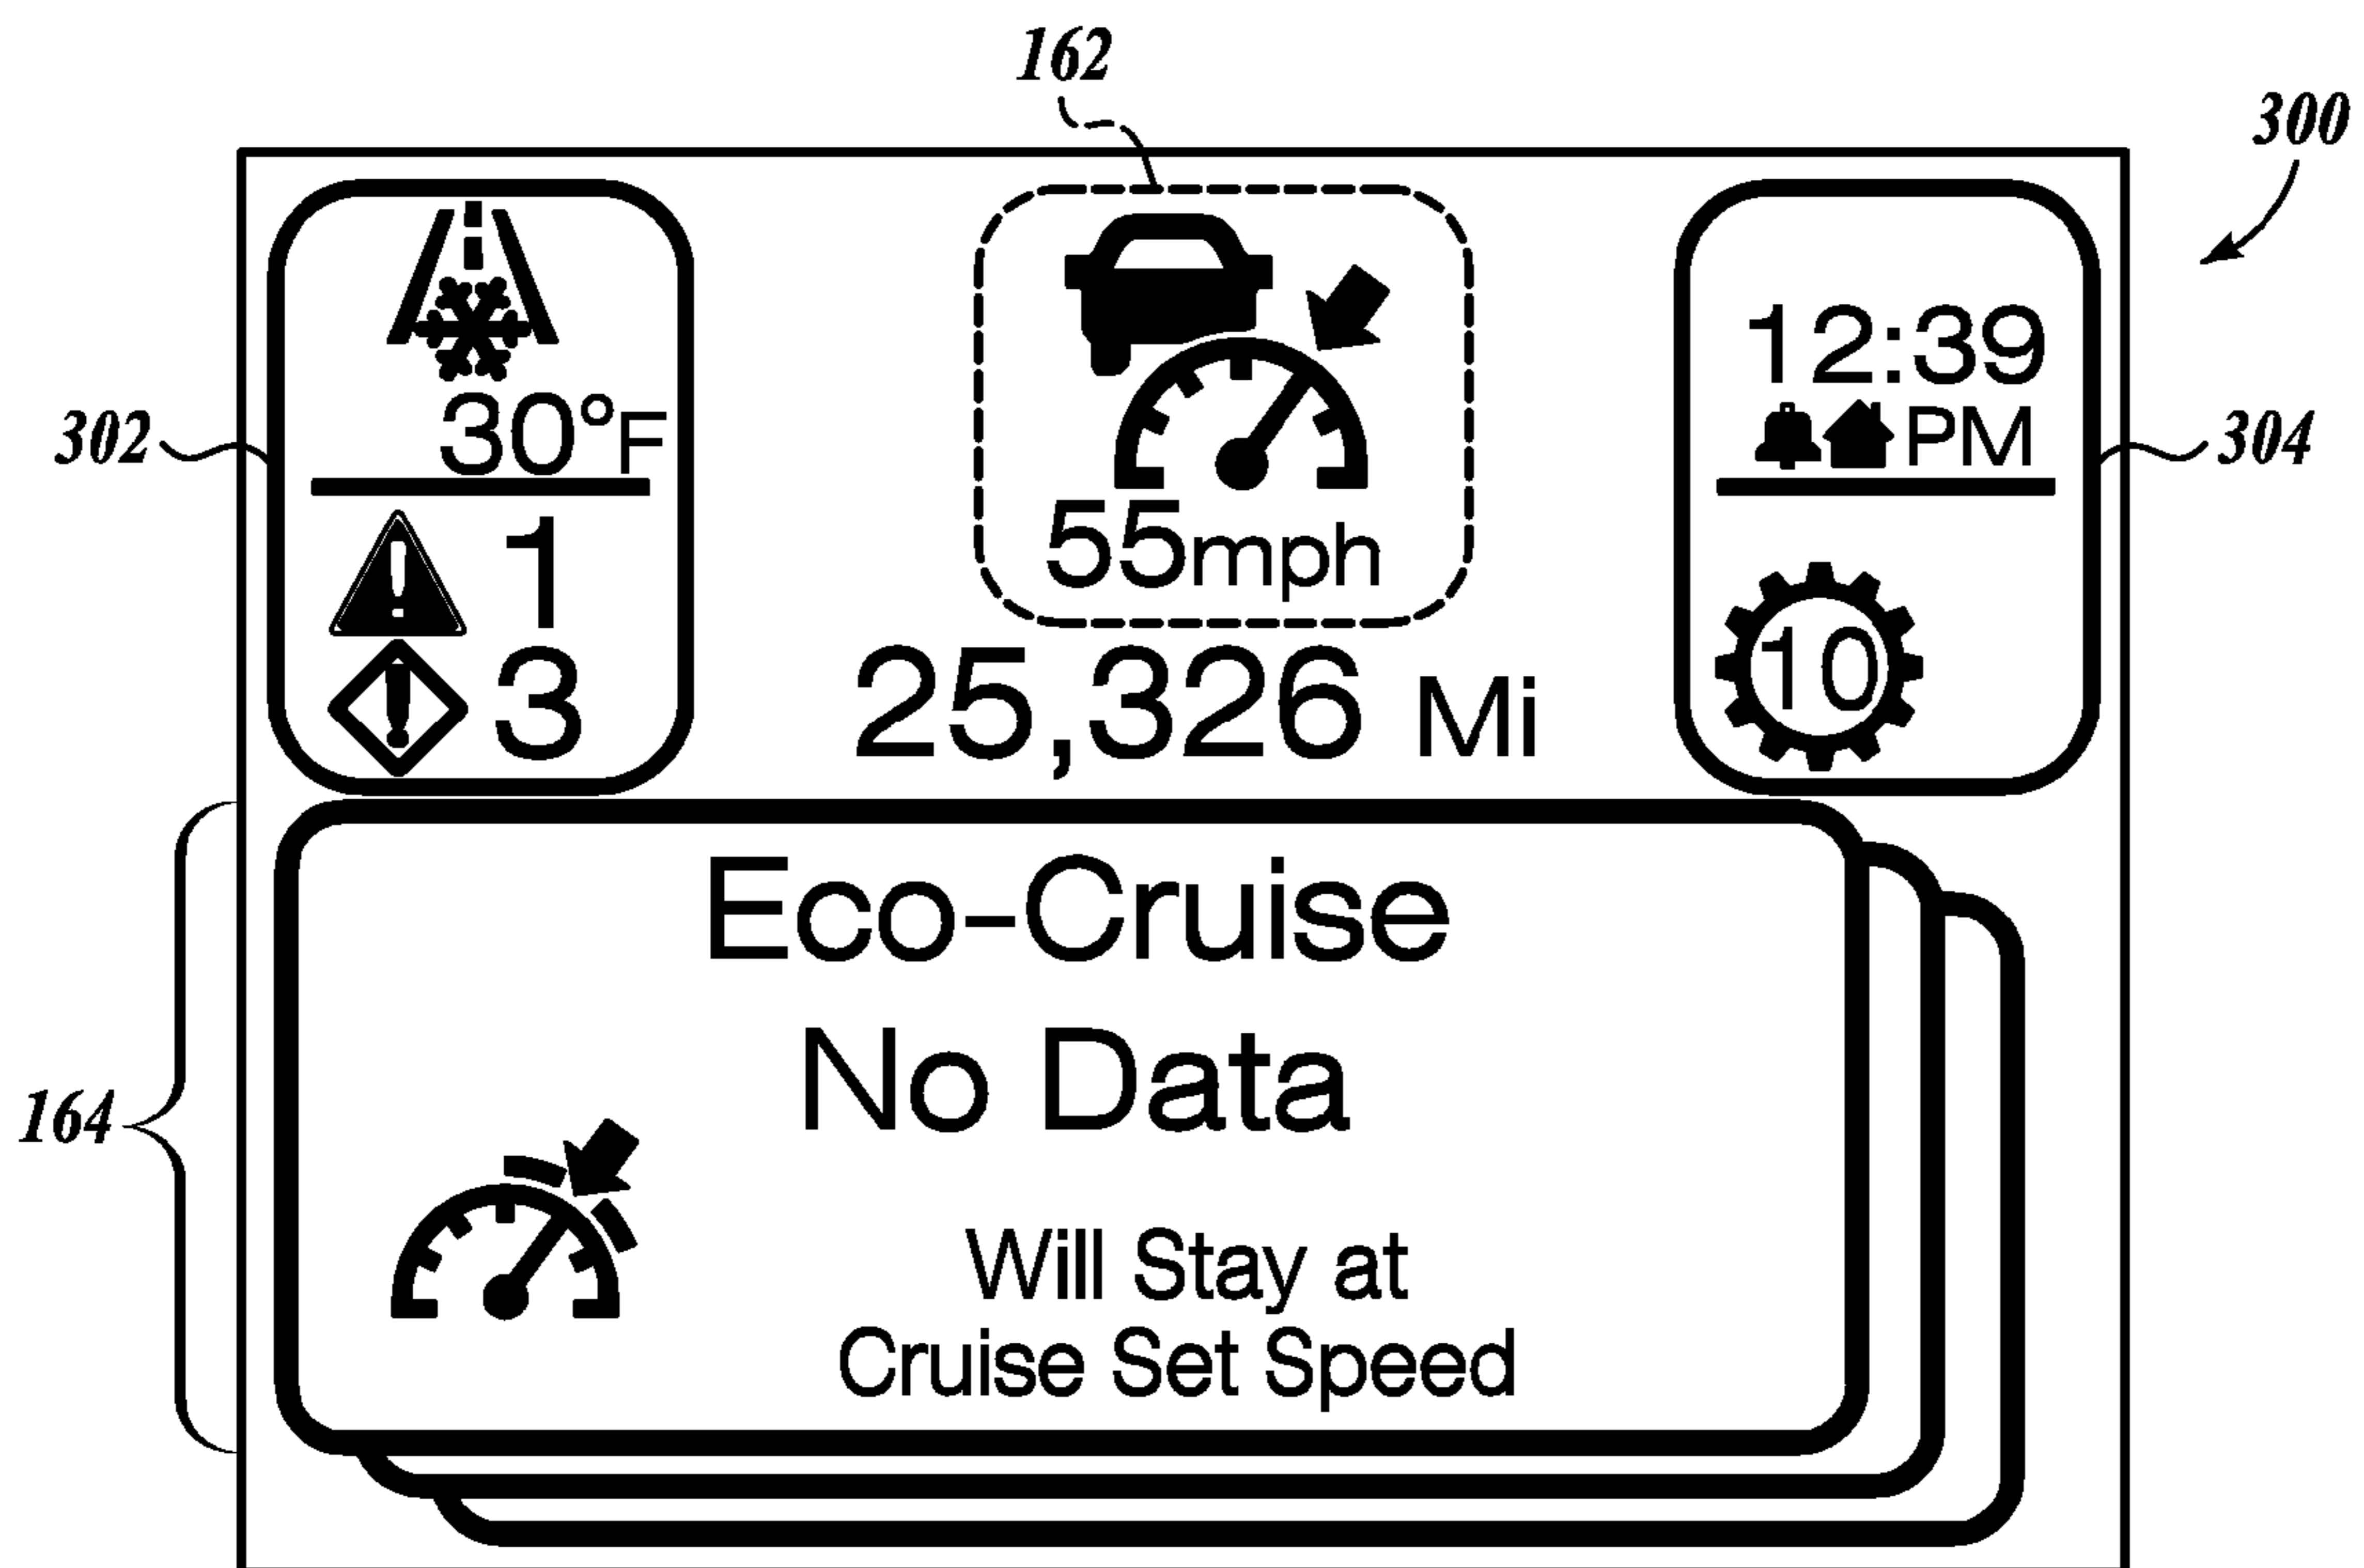 162
300
30°F
302
1
3
55mph
25,326 Mi
12:39
PM
304
10
164
Eco-Cruise
No Data
Will Stay at
Cruise Set Speed